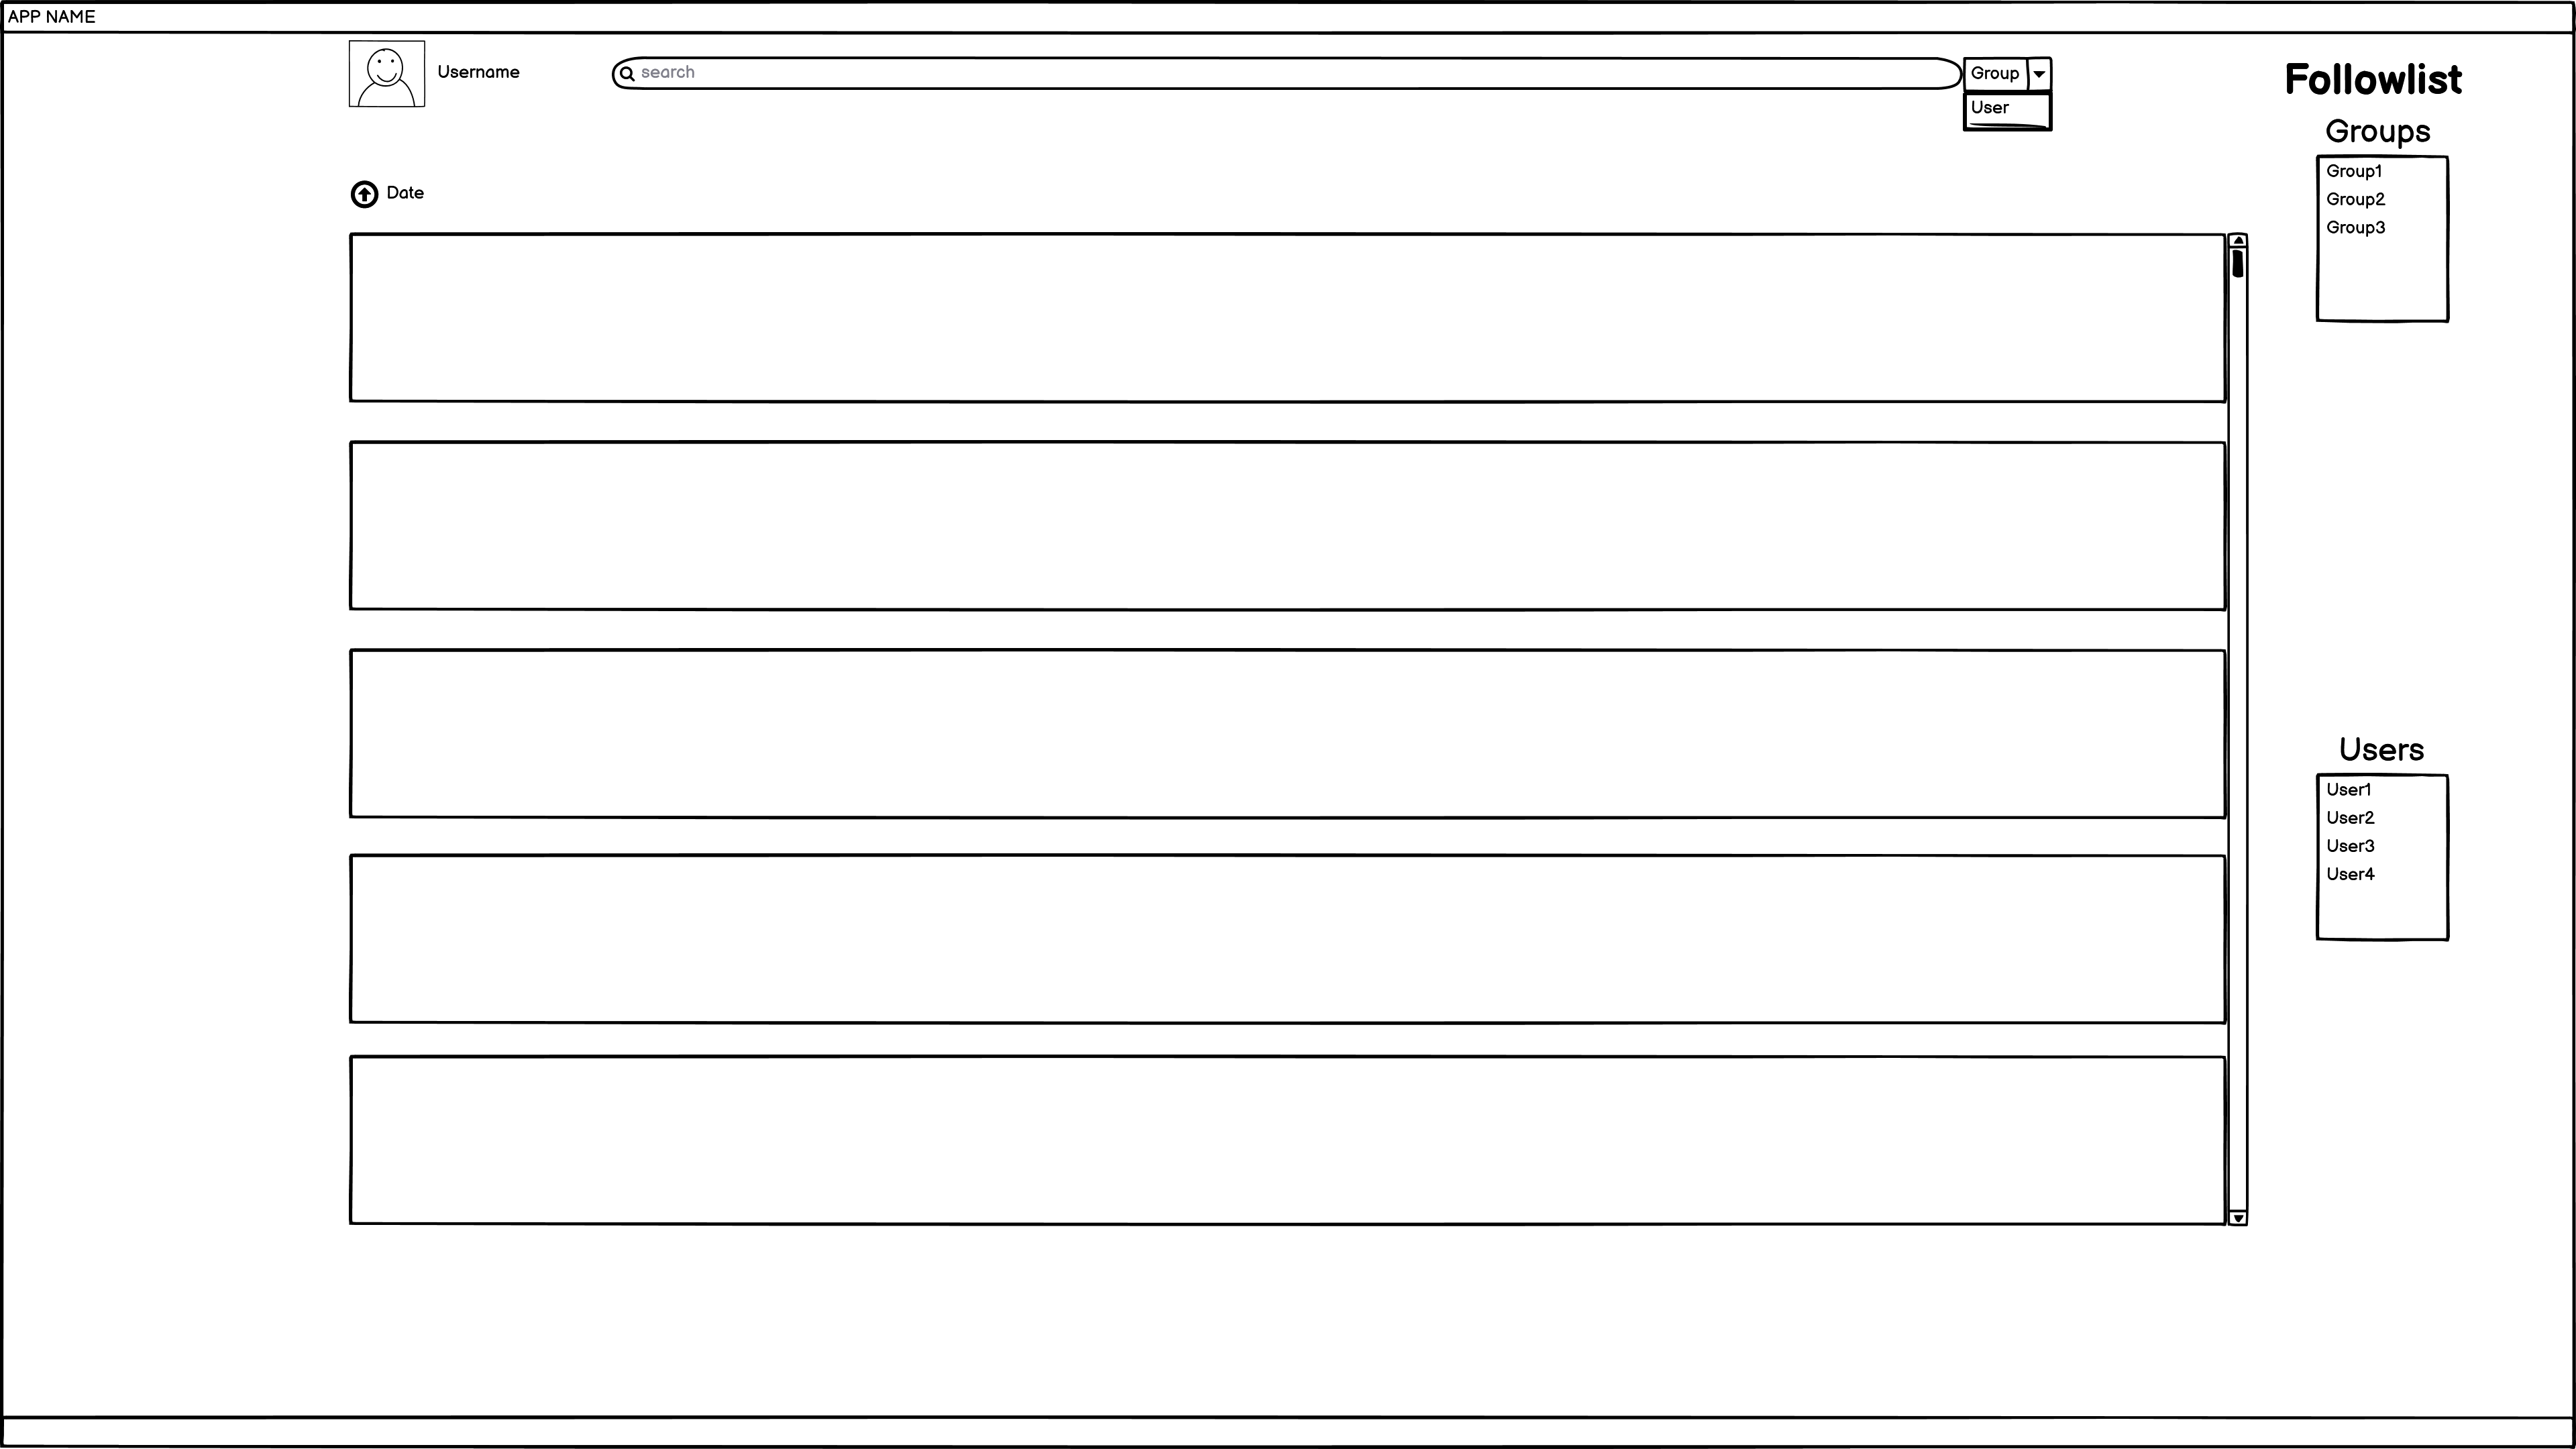 APP NAME
Username
search
Group
User
Followlist
Groups
Group1
Group2
Group3
Date
Users
User1
User2
User3
User4